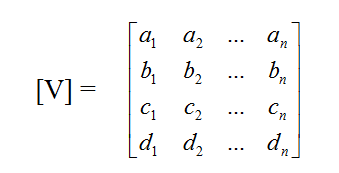 a₁ a₂ ... aₙ
b₁ b₂ ... bₙ
[V] =
c₁ c₂ ... cₙ
d₁ d₂ ... dₙ